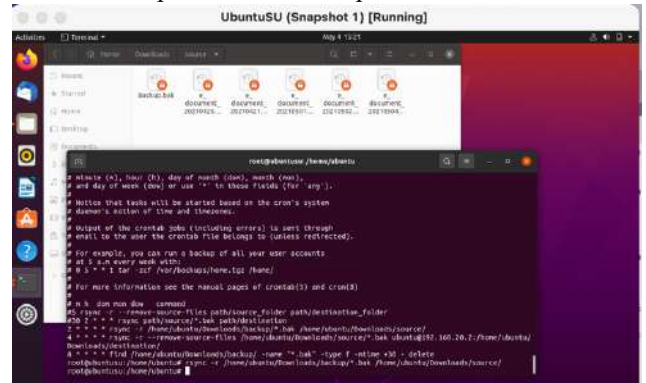 UbuntuSU (Snapshot 1) [Running]
Activities Terminal May 4 15:21
Home Downloads source
Recent
Starred
Home
Desktop
Documents
backup.bak
document_
document_
document_
document_
root@ubuntusu: /home/ubuntu
# minute (m), hour (h), day of month (dom), month (mon),
# and day of week (dow) or use '*' in these fields (for 'any').
#
# Notice that tasks will be started based on the cron's system
# daemon's notion of time and timezones.
#
# Output of the crontab jobs (including errors) is sent through
# email to the user the crontab file belongs to (unless redirected).
#
# For example, you can run a backup of all your user accounts
# at 5 a.m every week with:
# 0 5 * * 1 tar -zcf /var/backups/home.tgz /home/
#
# For more information see the manual pages of crontab(5) and cron(8)
#
# m h dom mon dow command
#5 rsync -r --remove-source-files path/source_folder path/destination_folder
#30 2 * * * rsync path/source/*.bak path/destination
2 * * * * rsync -r /home/ubuntu/Downloads/backup/*.bak /home/ubuntu/Downloads/source/
4 * * * * rsync -r --remove-source-files /home/ubuntu/Downloads/source/*.bak ubuntu@192.168.20.2:/home/ubuntu/
Downloads/destination/
8 * * * * find /home/ubuntu/Downloads/backup/ -name "*.bak" -type f -mtime +30 - delete
root@ubuntusu:/home/ubuntu# rsync -r /home/ubuntu/Downloads/backup/*.bak /home/ubuntu/Downloads/source/
root@ubuntusu:/home/ubuntu#